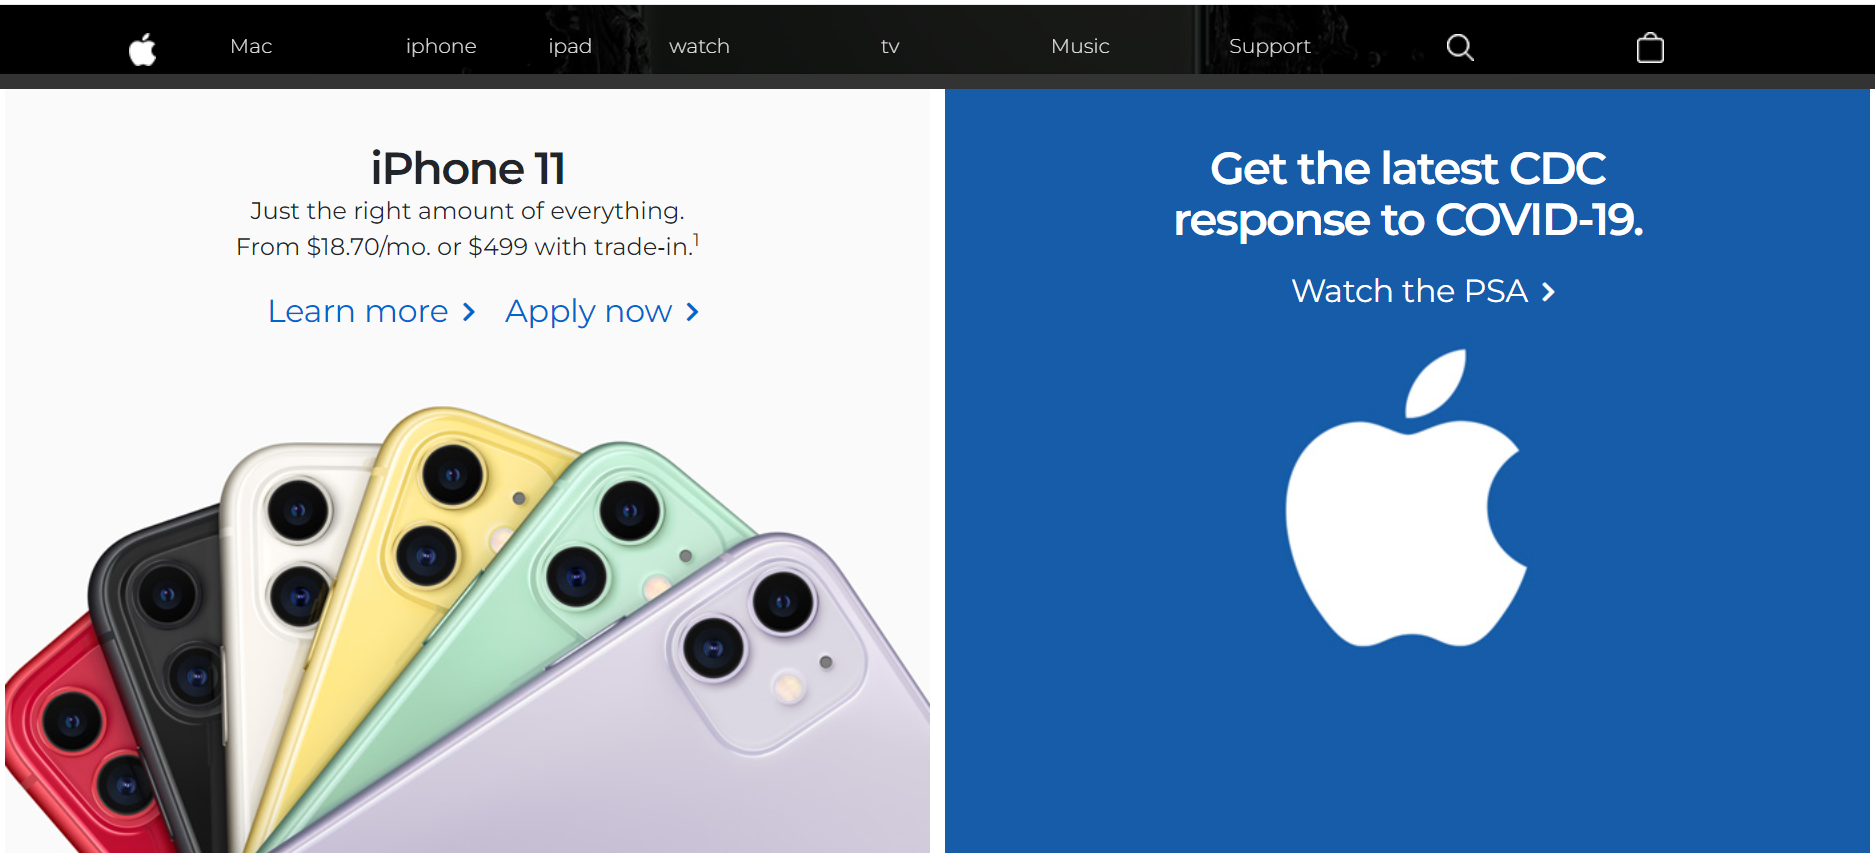 Mac iphone ipad watch tv Music Support
iPhone 11
Just the right amount of everything.
From $18.70/mo. or $499 with trade-in.1
Learn more > Apply now >
Get the latest CDC
response to COVID-19.
Watch the PSA >